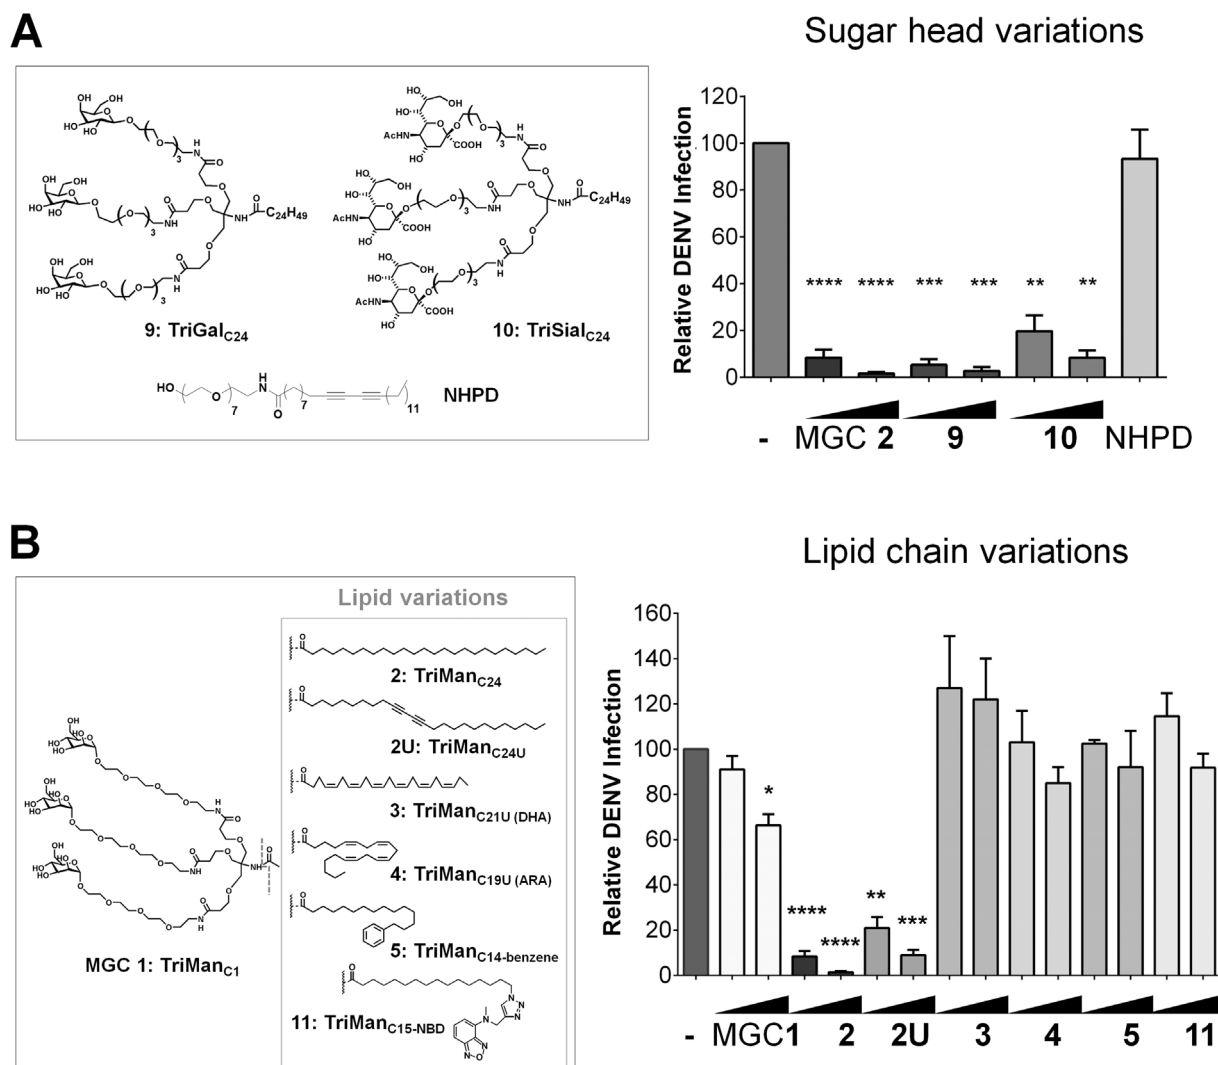 A
Sugar head variations
9: TriGalC24
10: TriSialC24
NHPD
C24H49
C24H49
Relative DENV Infection
120
100
80
60
40
20
0
**** **** *** *** ** **
- MGC 2 9 10 NHPD
B
Lipid chain variations
Lipid variations
2: TriManC24
2U: TriManC24U
3: TriManC21U (DHA)
4: TriManC19U (ARA)
5: TriManC14-benzene
11: TriManC15-NBD
MGC 1: TriManC1
Relative DENV Infection
160
140
120
100
80
60
40
20
0
* **** **** ** ***
- MGC1 2 2U 3 4 5 11